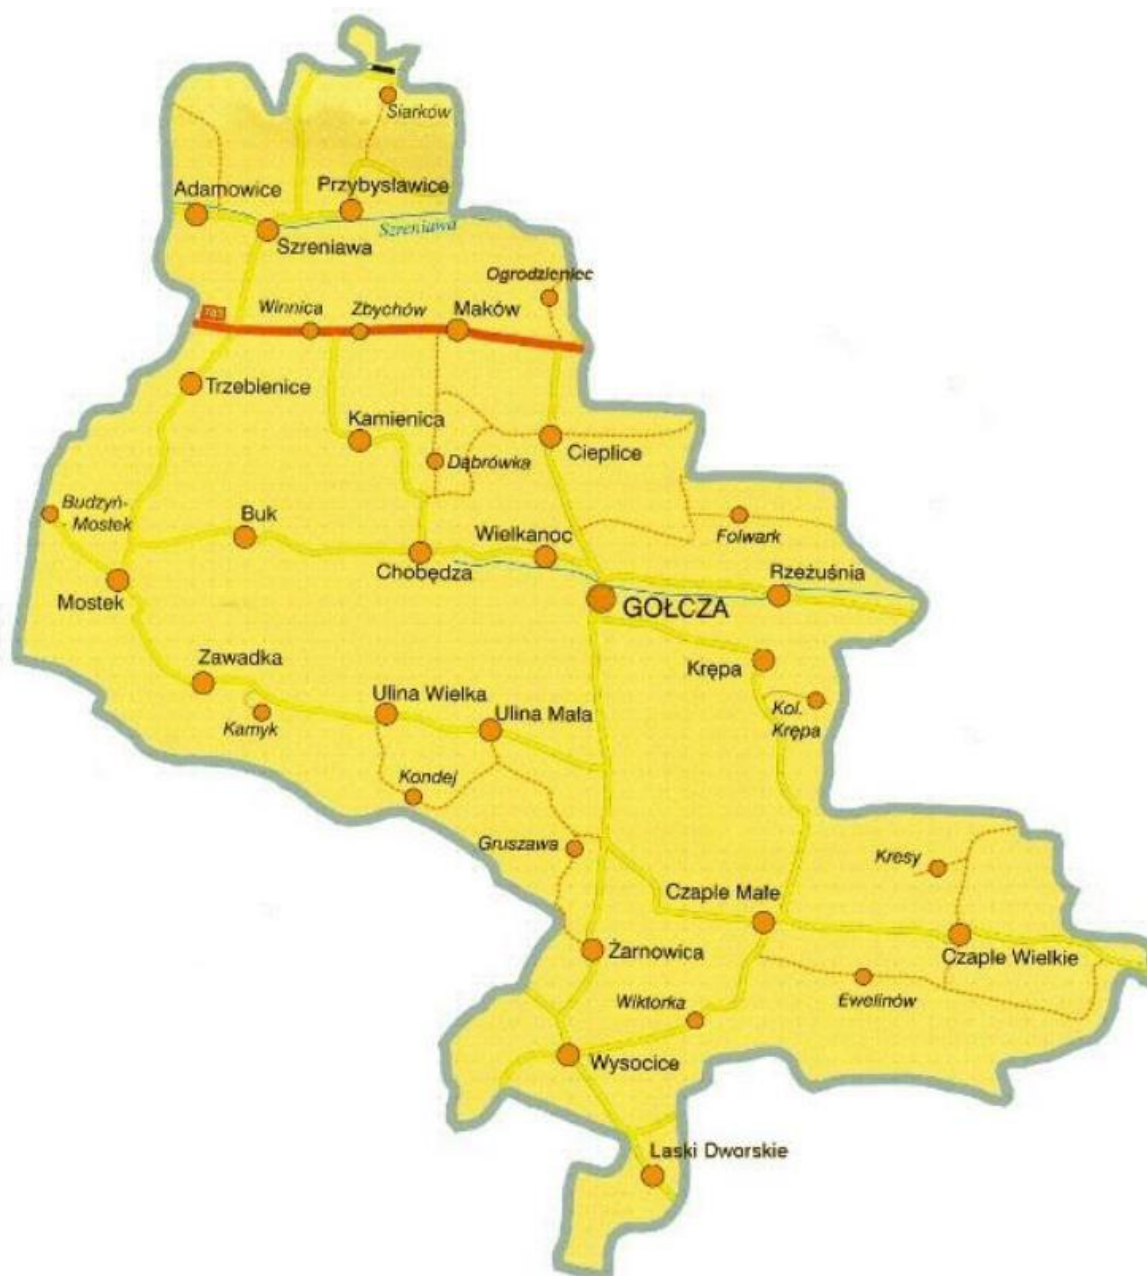 Siarków
Adamowice
Przybysławice
Szreniawa
Szreniawa
Ogrodzieniec
783
Winnica
Zbychów
Maków
Trzebienice
Kamienica
Cieplice
Dąbrówka
Budzyń-
Mostek
Buk
Wielkanoc
Folwark
Chobędza
Rzeżuśnia
Mostek
GOŁCZA
Zawadka
Krępa
Ulina Wielka
Ulina Mała
Kol.
Krępa
Kamyk
Kondej
Gruszawa
Kresy
Czaple Małe
Żarnowica
Czaple Wielkie
Wiktorka
Ewelinów
Wysocice
Laski Dworskie